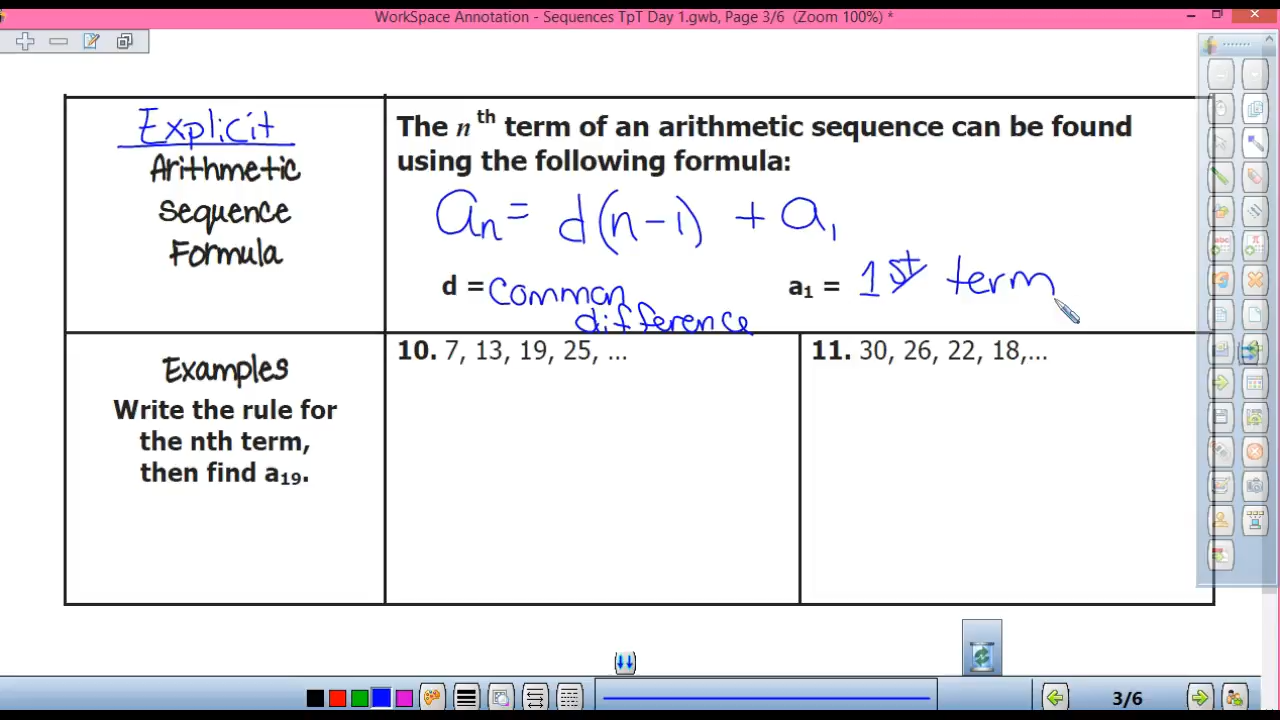 WorkSpace Annotation - Sequences TpT Day 1.gwb, Page 3/6 (Zoom 100%) *
Explicit
Arithmetic
Sequence
Formula
The n th term of an arithmetic sequence can be found
using the following formula:
an = d(n-1) + a1
d = common
difference
a1 = 1st term
Examples
Write the rule for
the nth term,
then find a19.
10. 7, 13, 19, 25, ...
11. 30, 26, 22, 18,...
3/6